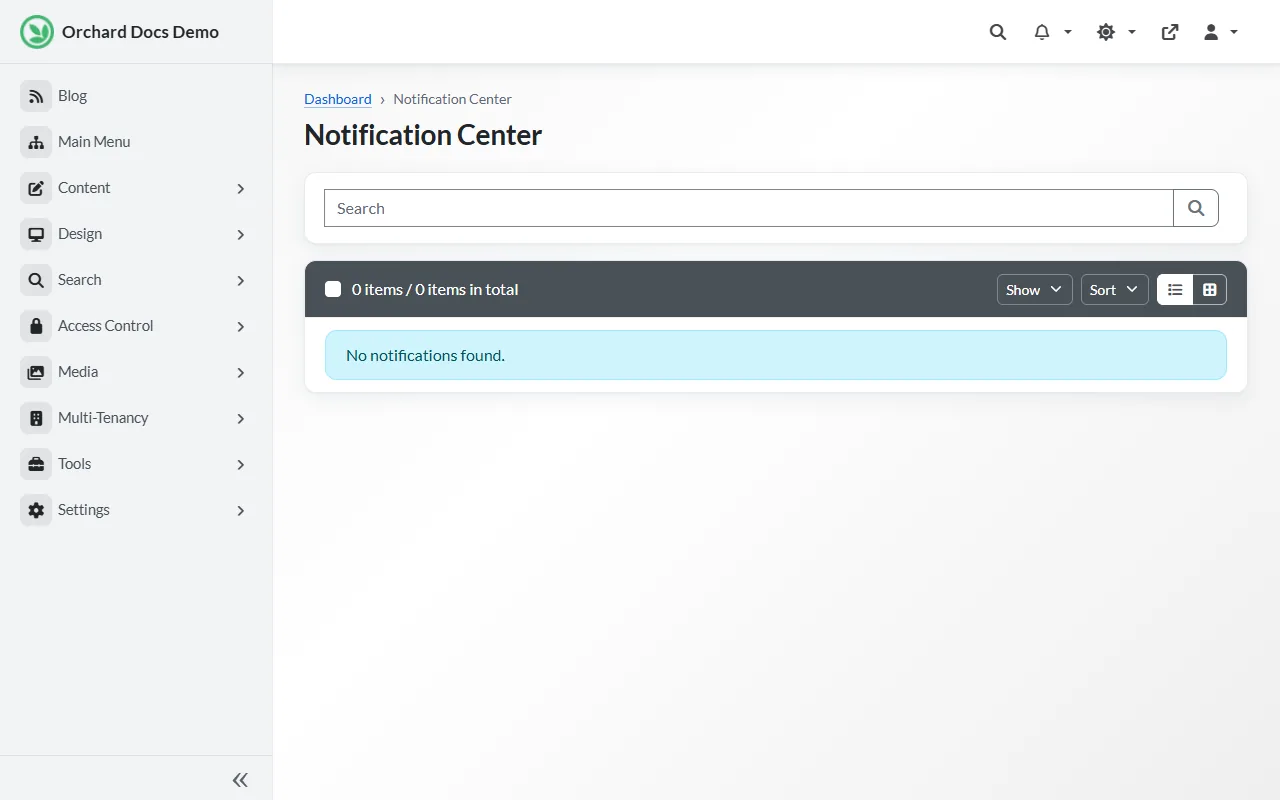 Orchard Docs Demo
Blog
Main Menu
Content
Design
Search
Access Control
Media
Multi-Tenancy
Tools
Settings
Dashboard › Notification Center
Notification Center
Search
0 items / 0 items in total
Show
Sort
No notifications found.